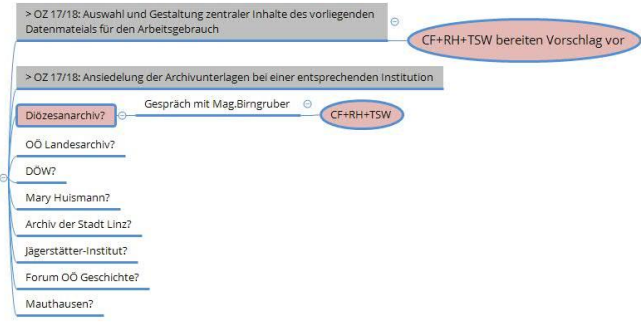 > OZ 17/18: Auswahl und Gestaltung zentraler Inhalte des vorliegenden
Datenmateials für den Arbeitsgebrauch
CF+RH+TSW bereiten Vorschlag vor
> OZ 17/18: Ansiedelung der Archivunterlagen bei einer entsprechenden Institution
Diözesanarchiv?
Gespräch mit Mag.Birngruber
CF+RH+TSW
OÖ Landesarchiv?
DÖW?
Mary Huismann?
Archiv der Stadt Linz?
Jägerstätter-Institut?
Forum OÖ Geschichte?
Mauthausen?